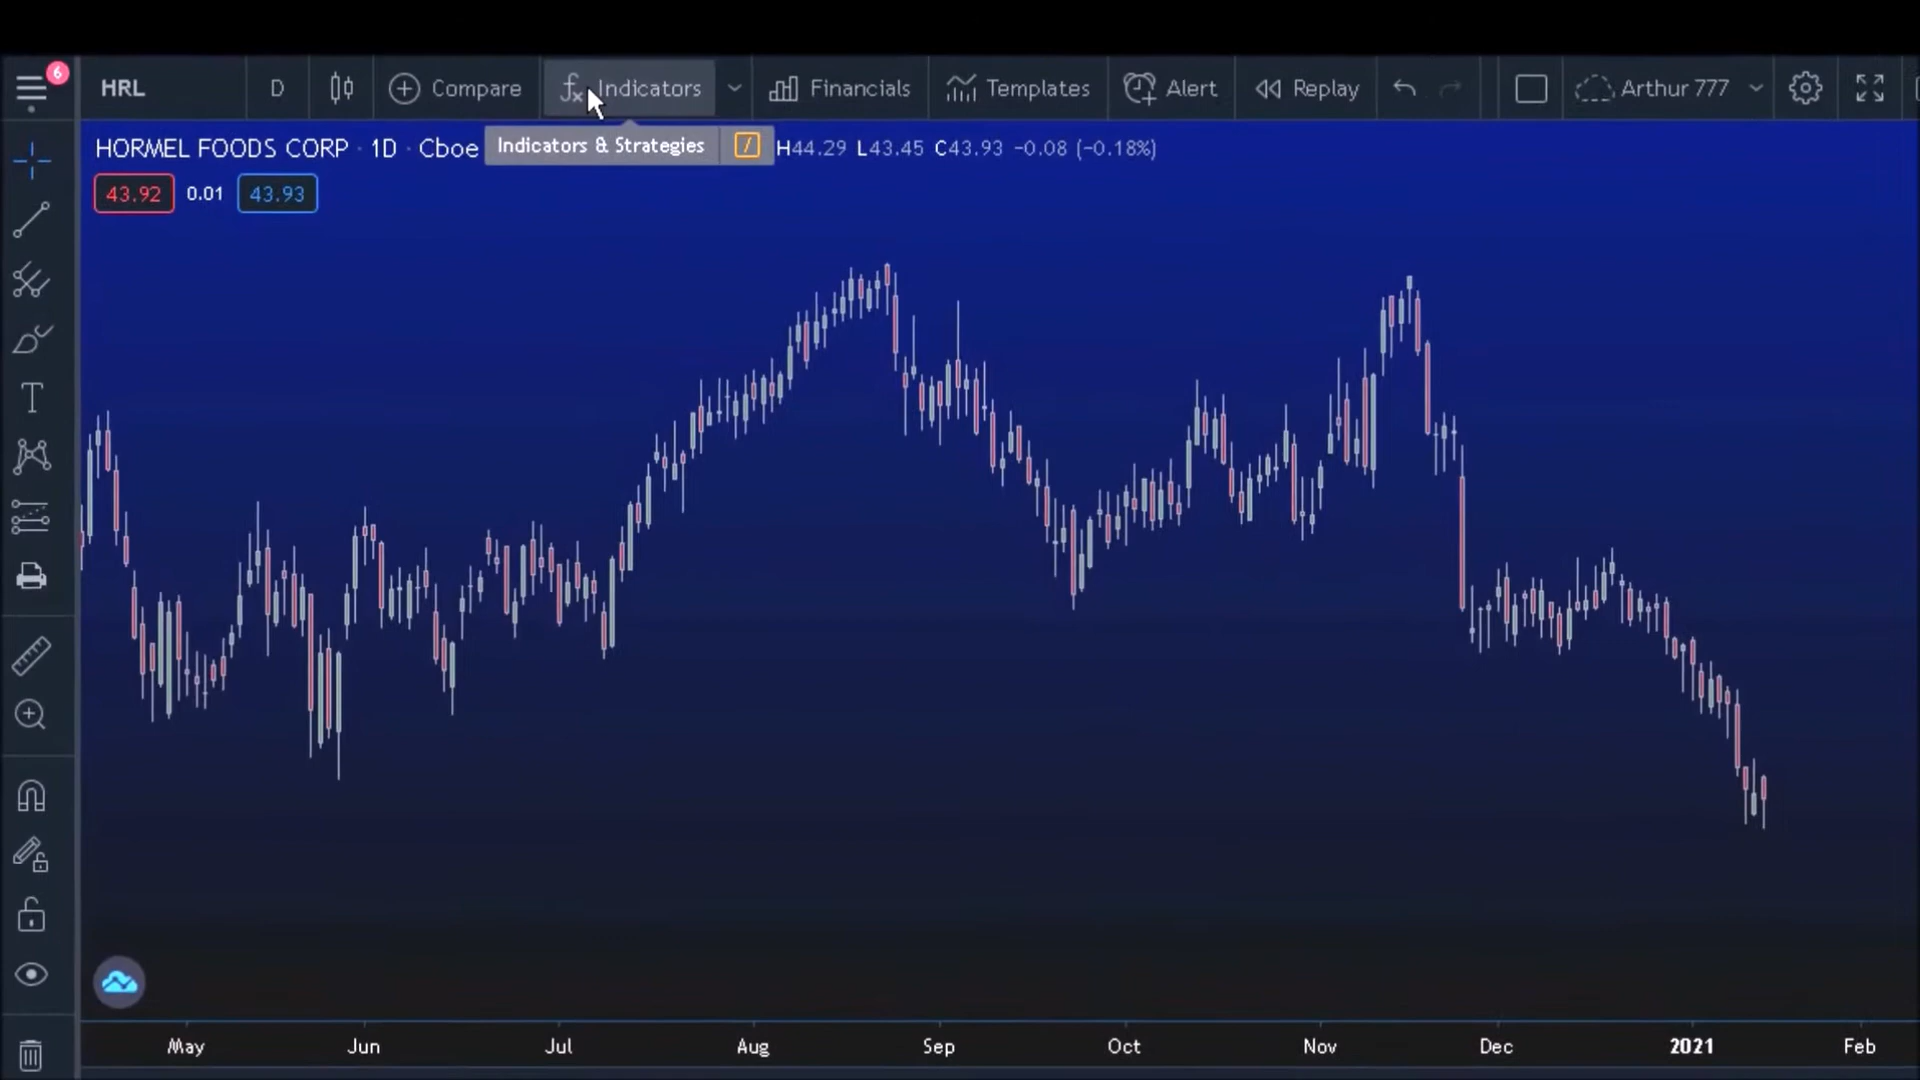 6
HRL D Compare fx Indicators Financials Templates Alert Replay Arthur 777
HORMEL FOODS CORP · 1D · Cboe Indicators & Strategies / H44.29 L43.45 C43.93 −0.08 (−0.18%)
43.92 0.01 43.93
T
May Jun Jul Aug Sep Oct Nov Dec 2021 Feb